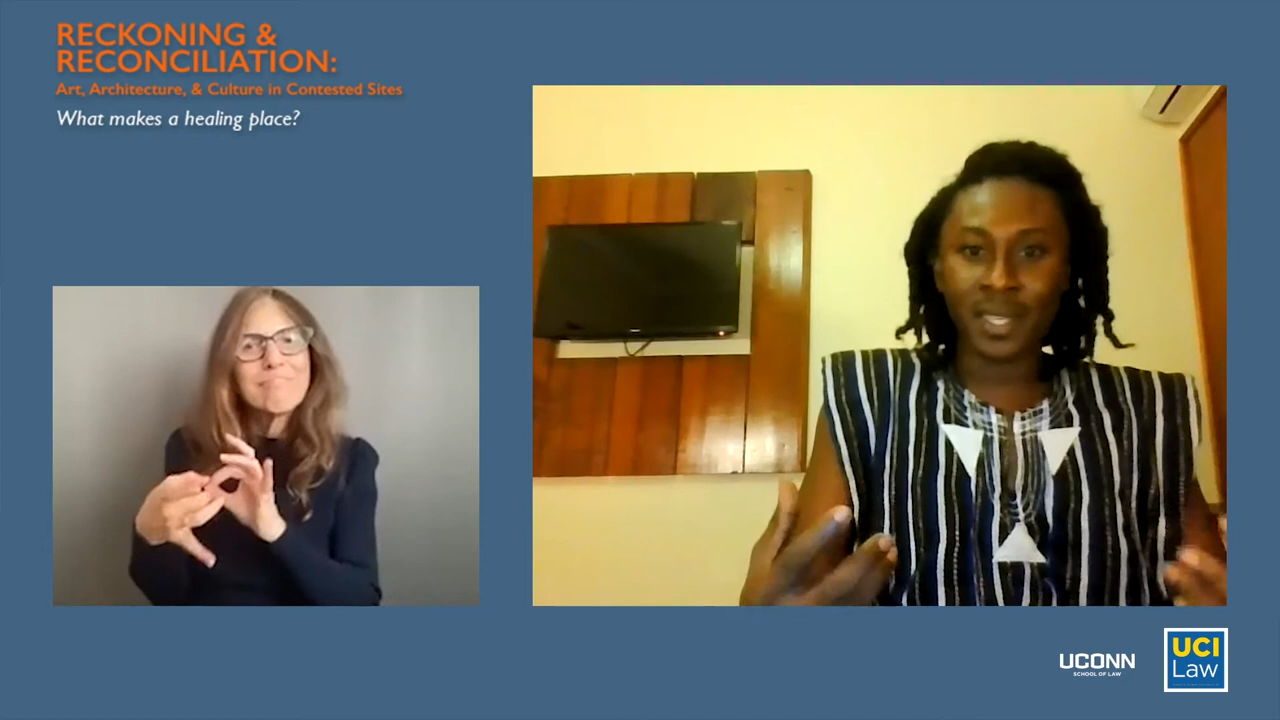 RECKONING &
RECONCILIATION:
Art, Architecture, & Culture in Contested Sites
What makes a healing place?
UCONN
SCHOOL OF LAW
UCI
Law